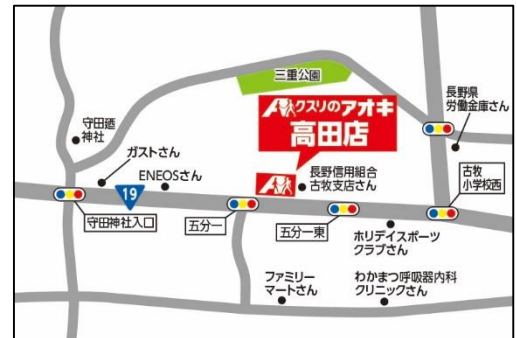 三重公園
クスリのアオキ
高田店
長野県
労働金庫さん
守田廼
神社
ガストさん
ENEOSさん
19
長野信用組合
古牧支店さん
古牧
小学校西
守田神社入口
五分一
五分一東
ホリデイスポーツ
クラブさん
ファミリー
マートさん
わかまつ呼吸器内科
クリニックさん